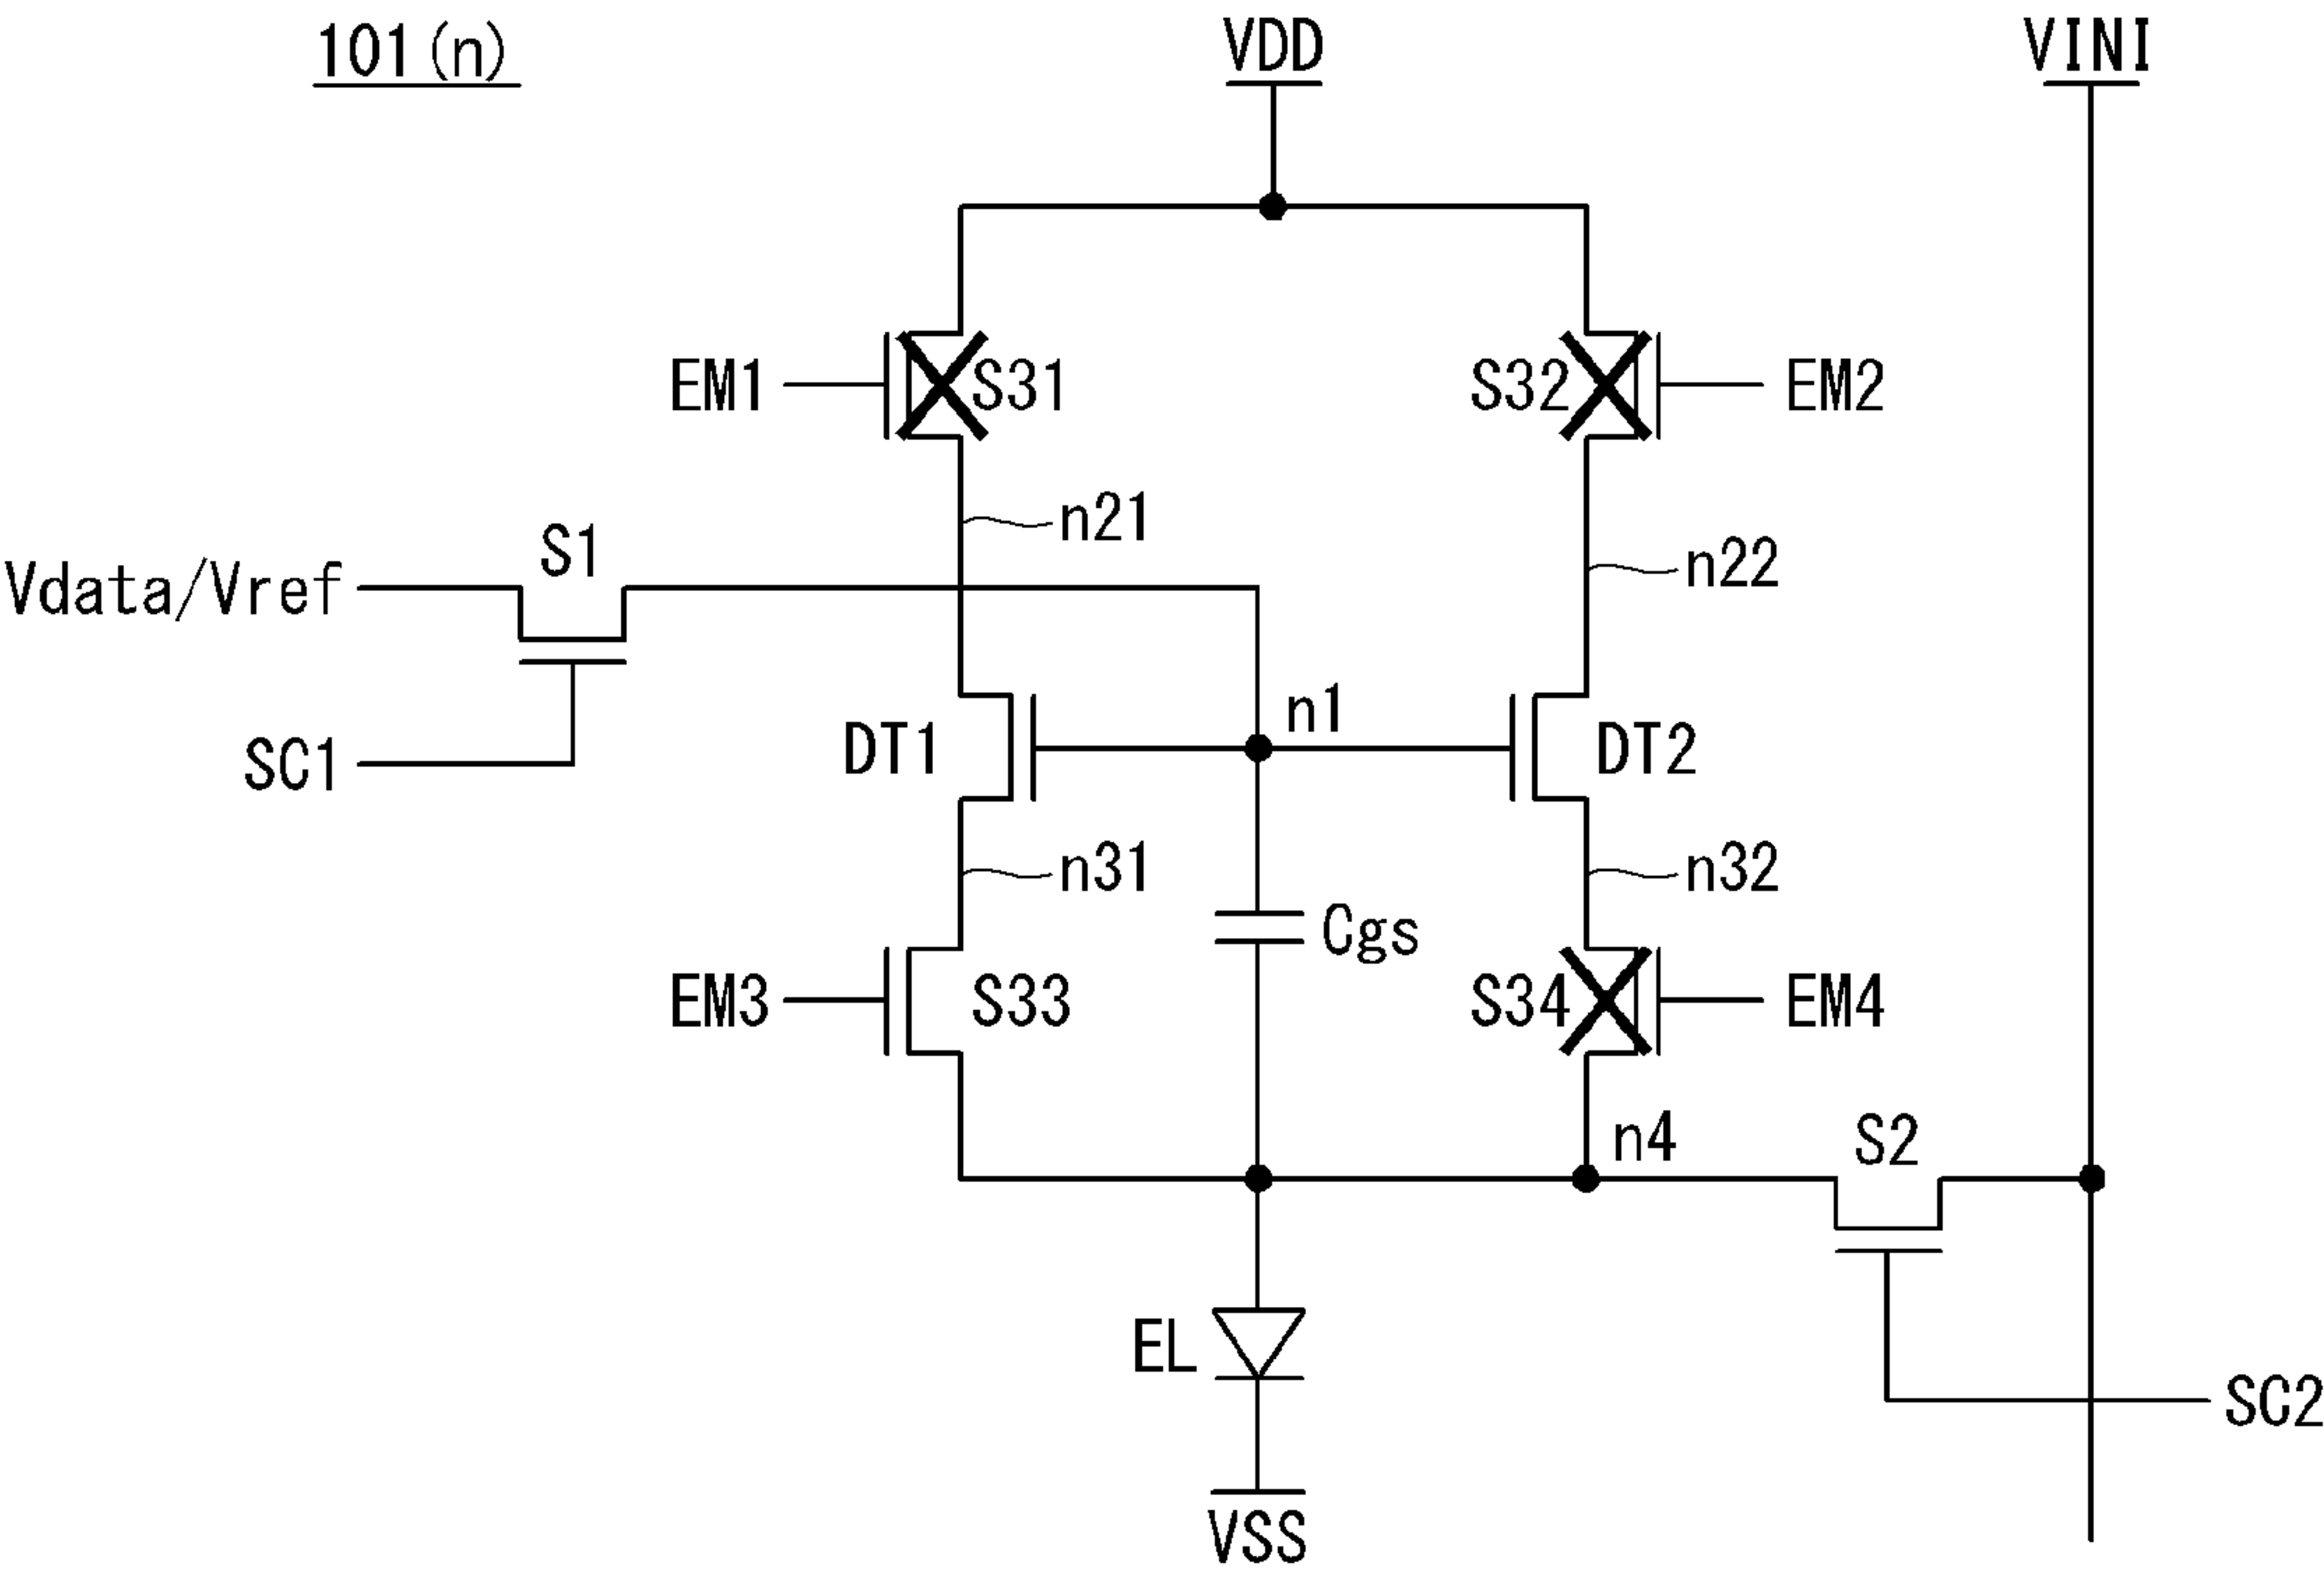 101(n)
VDD
VINI
EM1
S31
S32
EM2
n21
S1
n22
Vdata/Vref
n1
DT1
DT2
SC1
n31
n32
Cgs
EM3
S33
S34
EM4
n4
S2
EL
SC2
VSS